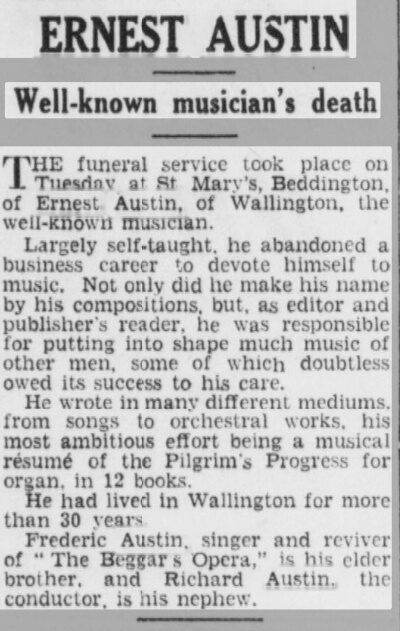 ERNEST AUSTIN
Well-known musician's death
THE funeral service took place on
Tuesday at St Mary's, Beddington,
of Ernest Austin, of Wallington, the
well-known musician.
Largely self-taught, he abandoned a
business career to devote himself to
music. Not only did he make his name
by his compositions, but, as editor and
publisher's reader, he was responsible
for putting into shape much music of
other men, some of which doubtless
owed its success to his care.
He wrote in many different mediums,
from songs to orchestral works, his
most ambitious effort being a musical
résumé of the Pilgrim's Progress for
organ, in 12 books.
He had lived in Wallington for more
than 30 years
Frederic Austin, singer and reviver
of "The Beggar s Opera," is his elder
brother, and Richard Austin, the
conductor, is his nephew.